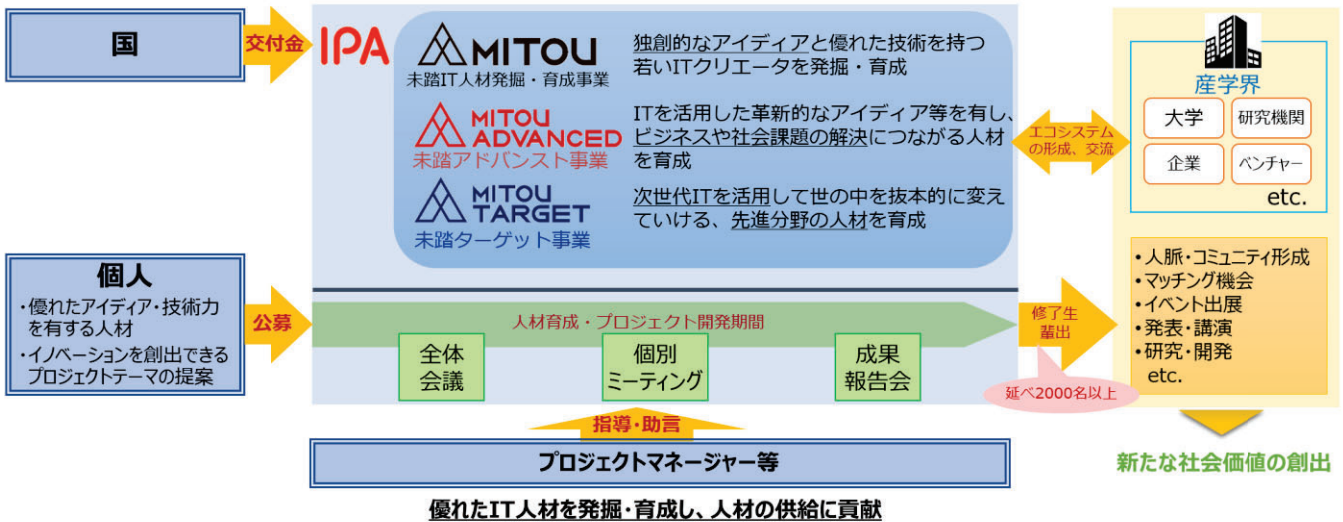 国
交付金
IPA
MITOU
未踏IT人材発掘・育成事業
独創的なアイディアと優れた技術を持つ
若いITクリエータを発掘・育成
MITOU
ADVANCED
未踏アドバンスト事業
ITを活用した革新的なアイディア等を有し、
ビジネスや社会課題の解決につながる人材
を育成
MITOU
TARGET
未踏ターゲット事業
次世代ITを活用して世の中を抜本的に変え
ていける、先進分野の人材を育成
エコシステム
の形成、交流
産学界
大学
研究機関
企業
ベンチャー
etc.
個人
・優れたアイディア・技術力
を有する人材
・イノベーションを創出できる
プロジェクトテーマの提案
公募
人材育成・プロジェクト開発期間
全体
会議
個別
ミーティング
成果
報告会
修了生
輩出
延べ2000名以上
・人脈・コミュニティ形成
・マッチング機会
・イベント出展
・発表・講演
・研究・開発
etc.
指導・助言
プロジェクトマネージャー等
新たな社会価値の創出
優れたIT人材を発掘・育成し、人材の供給に貢献